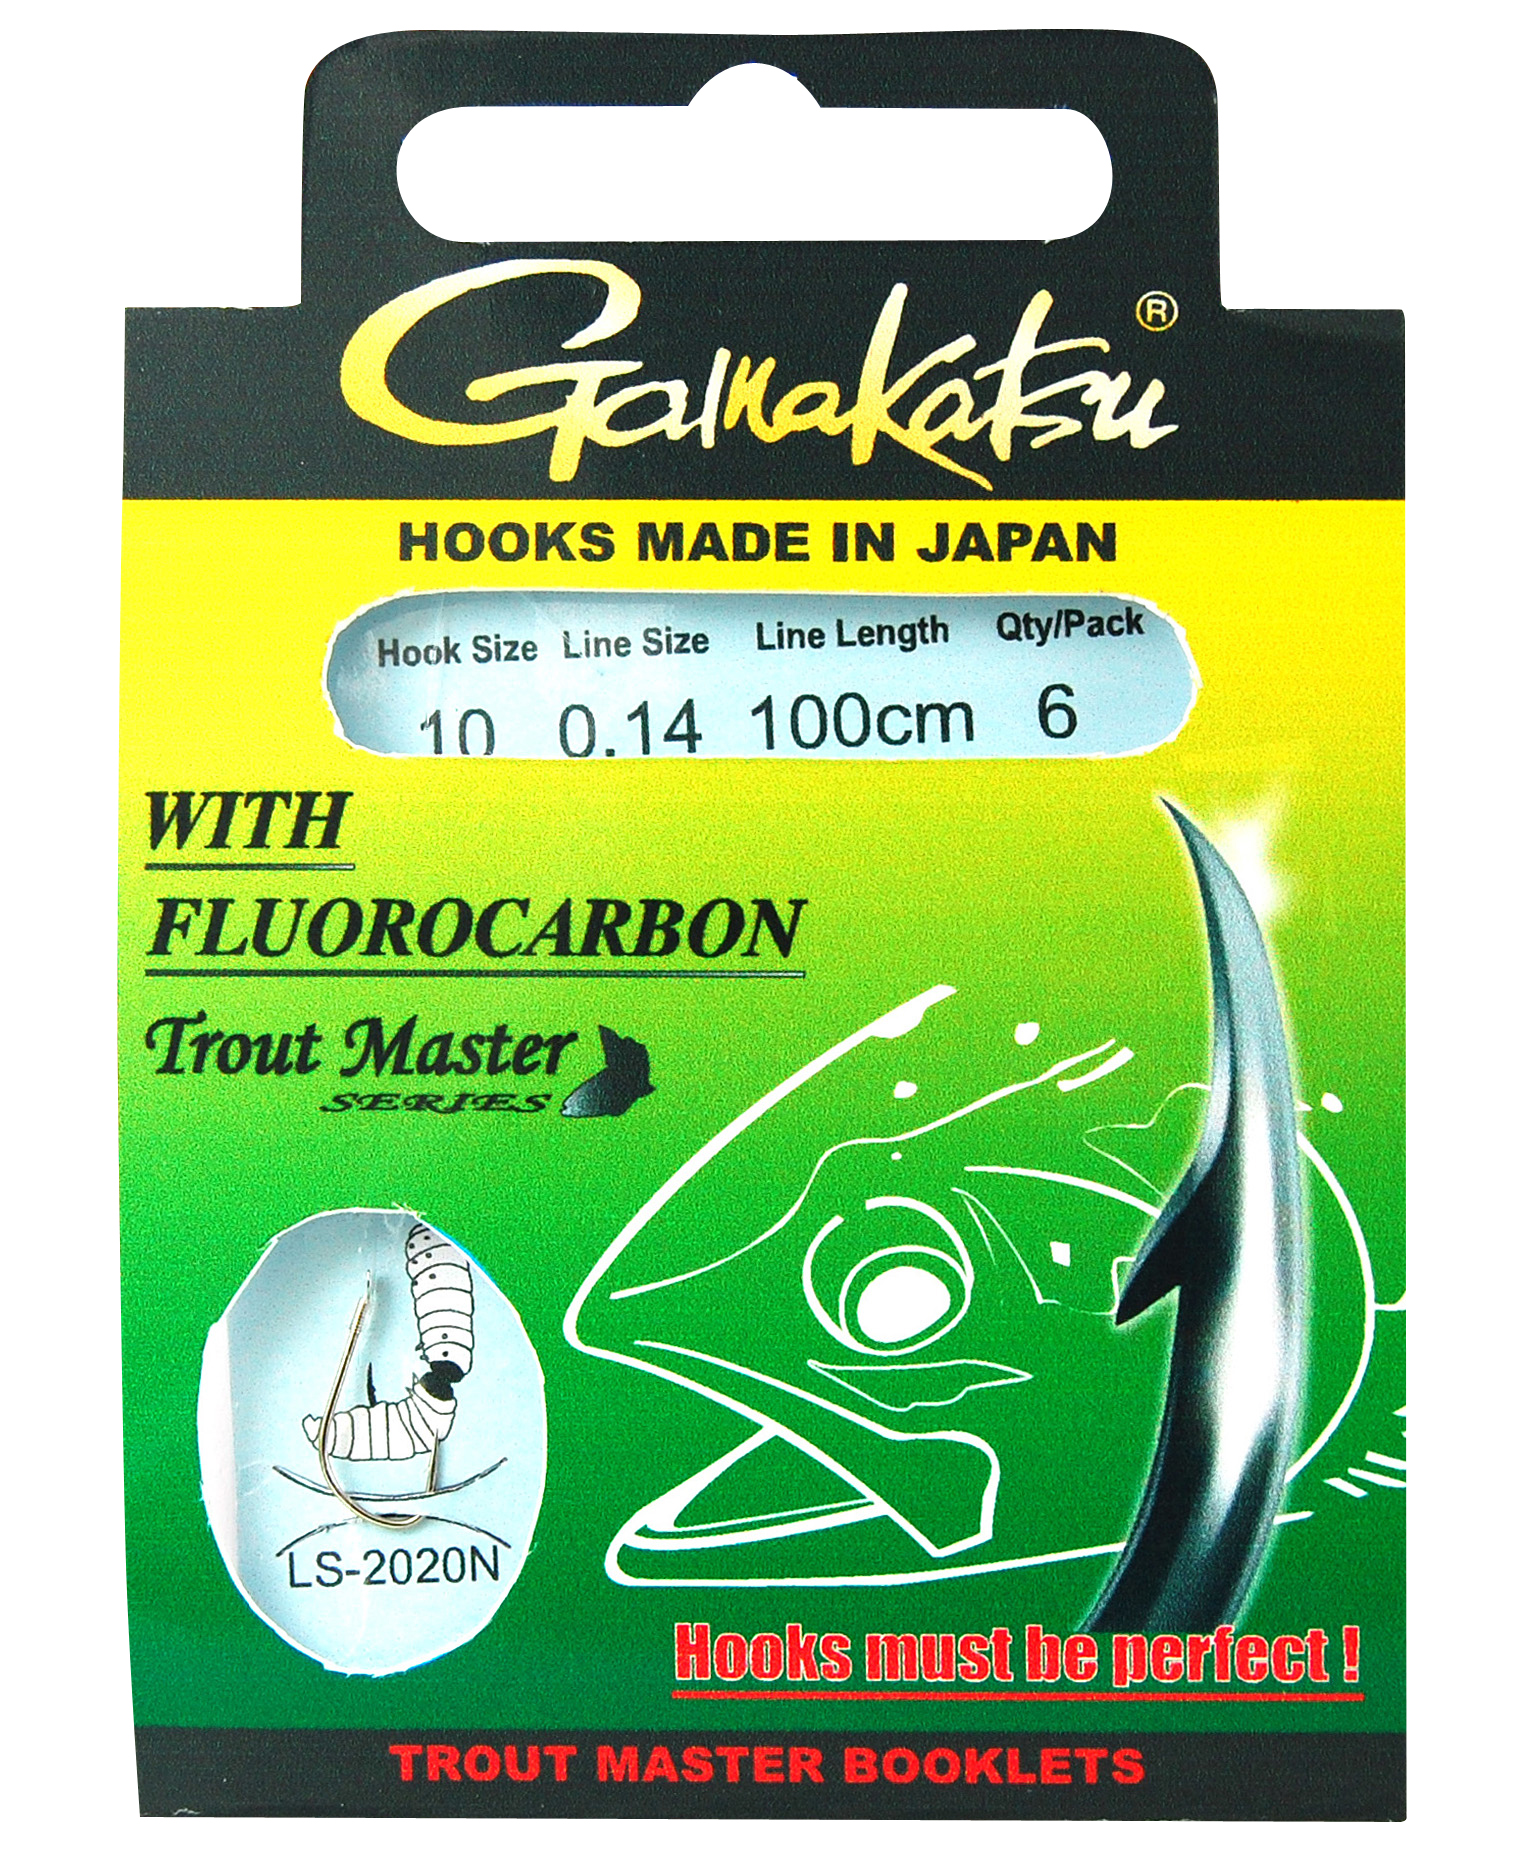 Gamakatsu®
HOOKS MADE IN JAPAN
Hook Size Line Size Line Length Qty/Pack
10 0.14 100cm 6
WITH
FLUOROCARBON
Trout Master
SERIES
LS-2020N
Hooks must be perfect !
TROUT MASTER BOOKLETS